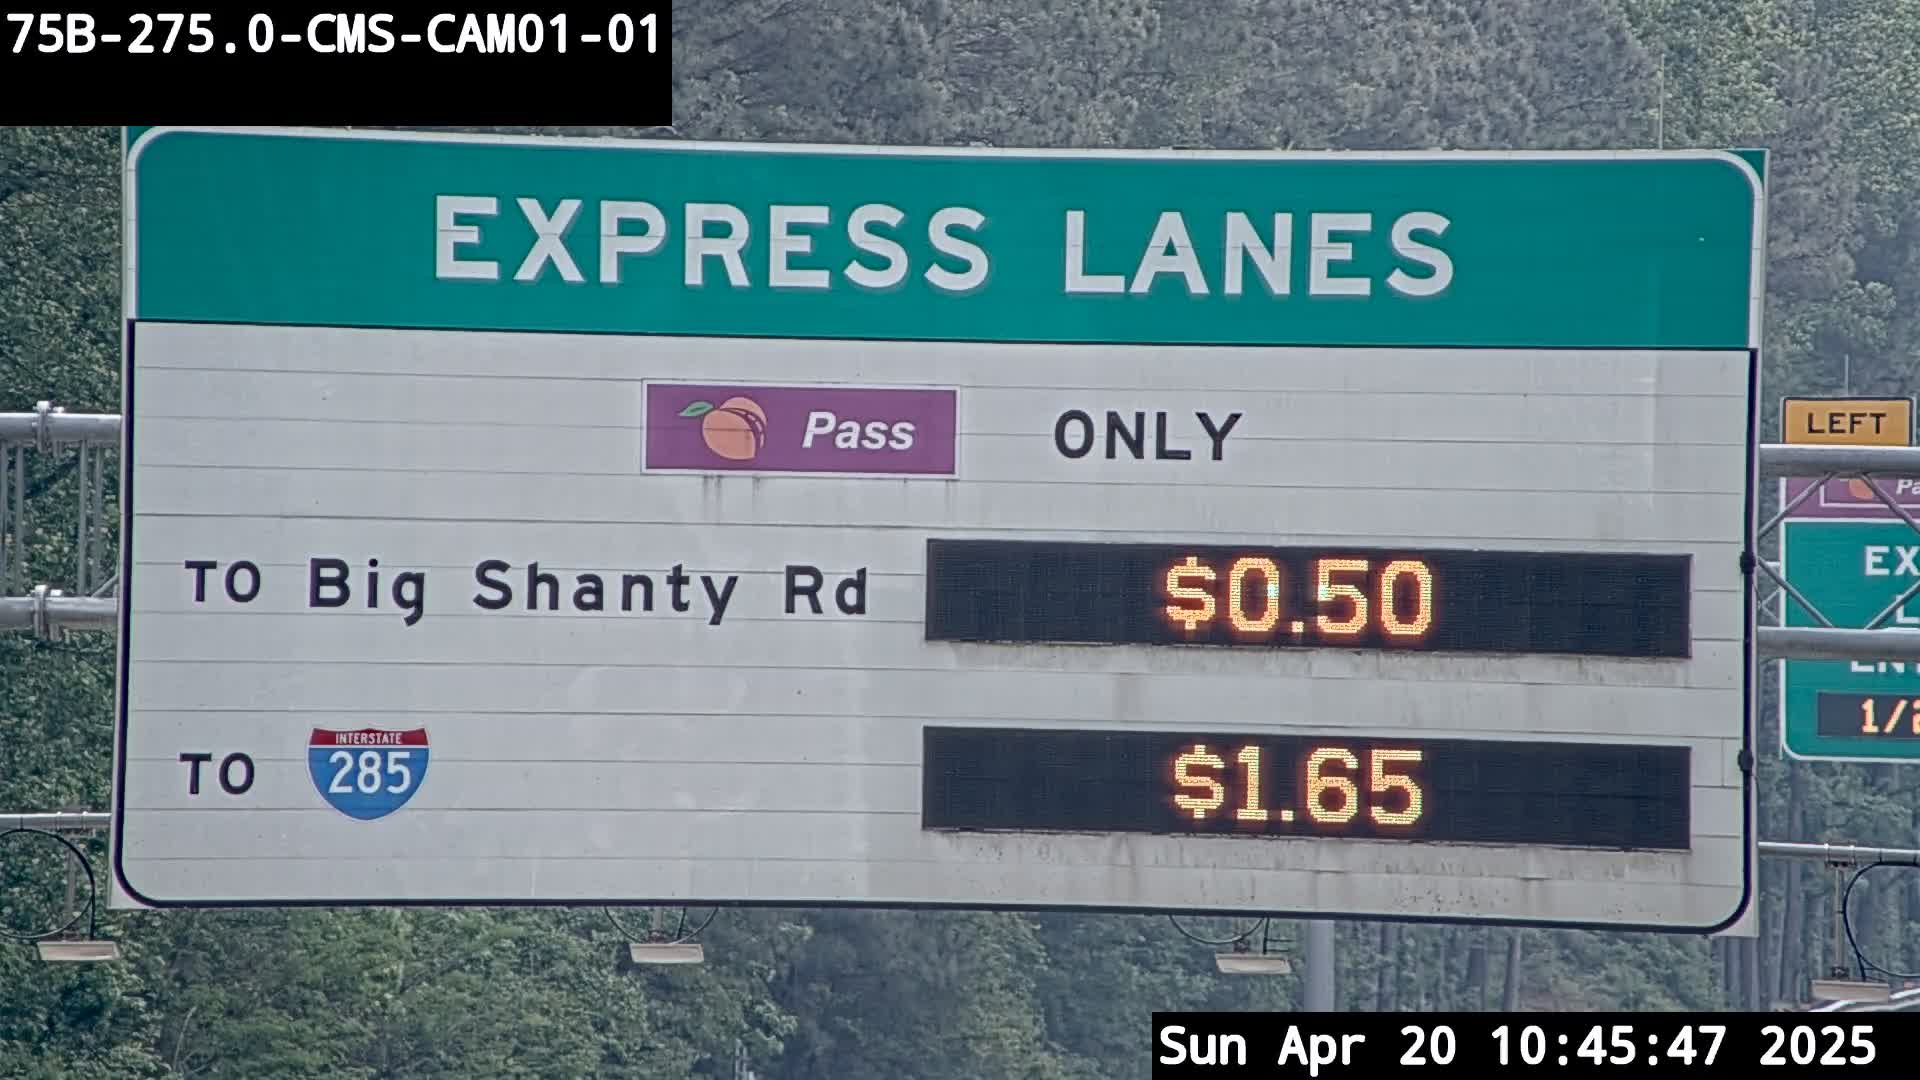 75B-275.0-CMS-CAM01-01
EXPRESS LANES
Pass ONLY
TO Big Shanty Rd $0.50
TO INTERSTATE 285 $1.65
LEFT
Sun Apr 20 10:45:47 2025